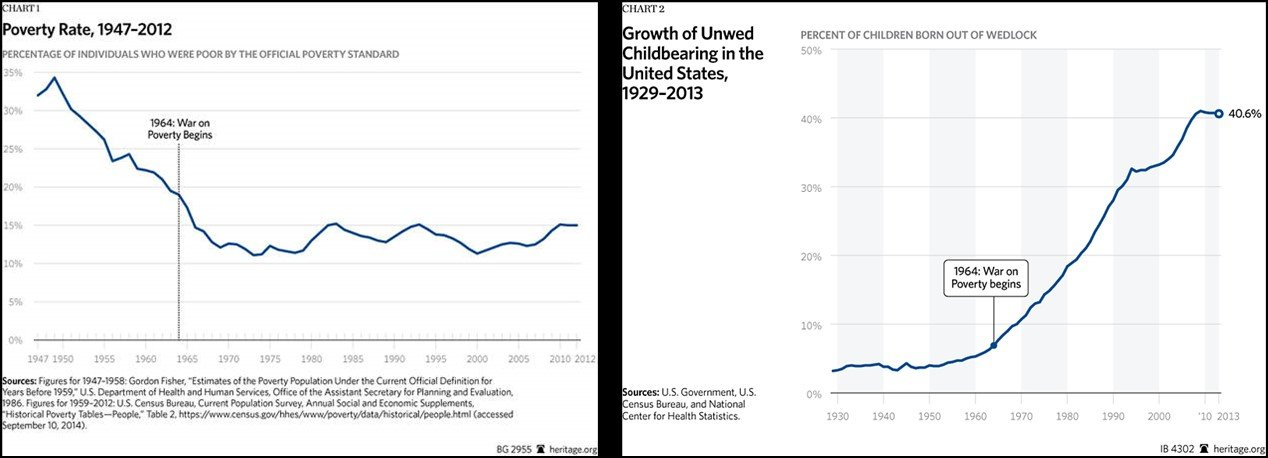 CHART 1
Poverty Rate, 1947–2012
PERCENTAGE OF INDIVIDUALS WHO WERE POOR BY THE OFFICIAL POVERTY STANDARD
35%
30%
25%
20%
15%
10%
5%
0%
1964: War on
Poverty Begins
1947 1950 1955 1960 1965 1970 1975 1980 1985 1990 1995 2000 2005 2010 2012
Sources: Figures for 1947-1958: Gordon Fisher, “Estimates of the Poverty Population Under the Current Official Definition for
Years Before 1959,” U.S. Department of Health and Human Services, Office of the Assistant Secretary for Planning and Evaluation,
1986. Figures for 1959–2012: U.S. Census Bureau, Current Population Survey, Annual Social and Economic Supplements,
“Historical Poverty Tables—People,” Table 2, https://www.census.gov/hhes/www/poverty/data/historical/people.html (accessed
September 10, 2014).
BG 2955 heritage.org
CHART 2
Growth of Unwed
Childbearing in the
United States,
1929–2013
PERCENT OF CHILDREN BORN OUT OF WEDLOCK
50%
40%
30%
20%
10%
0%
40.6%
1964: War on
Poverty begins
1930 1940 1950 1960 1970 1980 1990 2000 '10 2013
Sources: U.S. Government, U.S.
Census Bureau, and National
Center for Health Statistics.
IB 4302 heritage.org